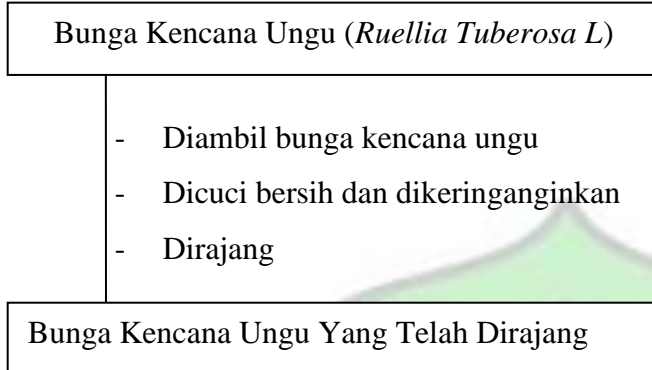 Bunga Kencana Ungu (Ruellia Tuberosa L)
- Diambil bunga kencana ungu
- Dicuci bersih dan dikeringanginkan
- Dirajang
Bunga Kencana Ungu Yang Telah Dirajang